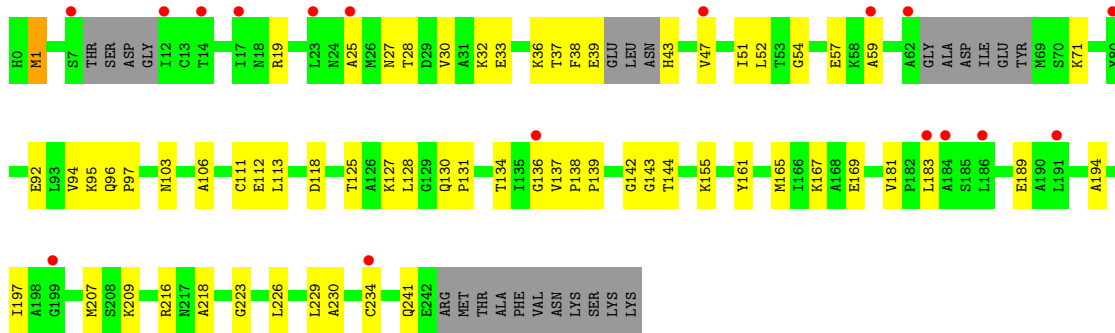 H0 M1 S7 THR SER ASP GLY I12 C13 T14 I17 N18 R19 L23 N24 A25 M26 N27 T28 D29 V30 A31 K32 E33 K36 T37 F38 E39 GLU LEU ASN H43 V47 I51 L52 T53 G54 E57 K58 A59 A62 GLY ALA ASP ILE GLU TYR M69 S70 K71
E92 L93 V94 K95 Q96 P97 N103 A106 C111 E112 L113 D118 T125 A126 K127 L128 G129 Q130 P131 T134 I135 G136 V137 P138 P139 G142 G143 T144 K155 Y161 M165 I166 K167 A168 E169 V181 P182 L183 A184 S185 L186 E189 A190 L191 A194
I197 A198 G199 M207 S208 K209 R216 N217 A218 G223 L226 L229 A230 C234 Q241 E242 ARG MET THR ALA PHE VAL ASN LYS SER LYS LYS